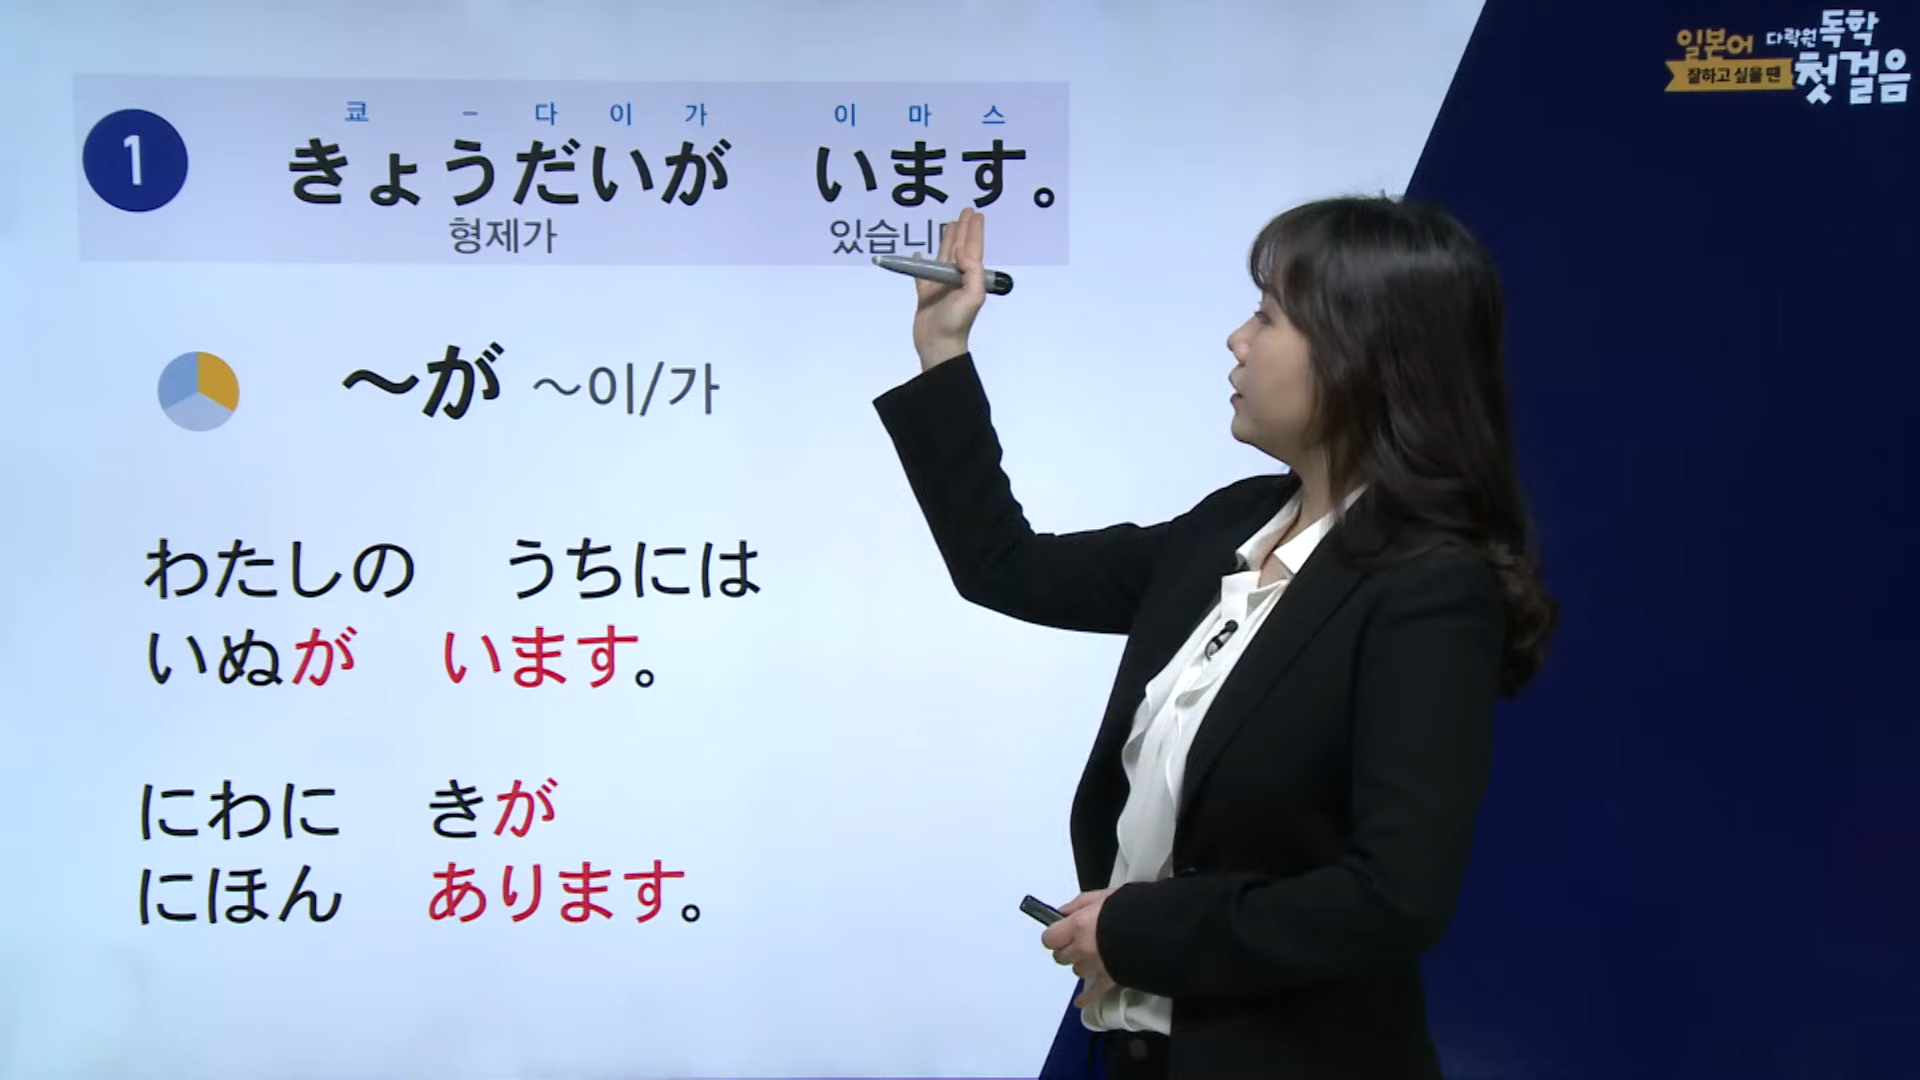 1
쿄 - 다 이 가 이 마 스
きょうだいが います。
형제가 있습니
～が ～이/가
わたしの うちには
いぬが います。
にわに きが
にほん あります。
일본어 다락원 독학
잘하고 싶을 땐 첫걸음